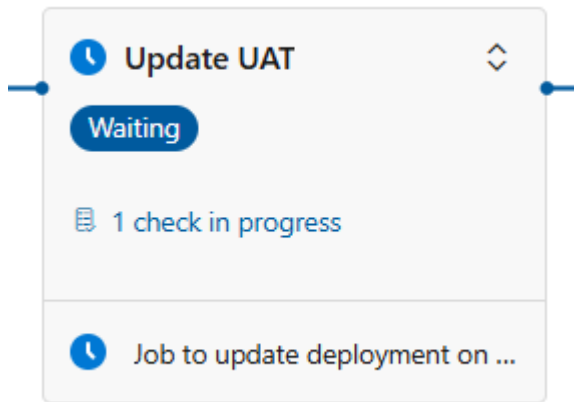 Update UAT
Waiting
1 check in progress
Job to update deployment on ...